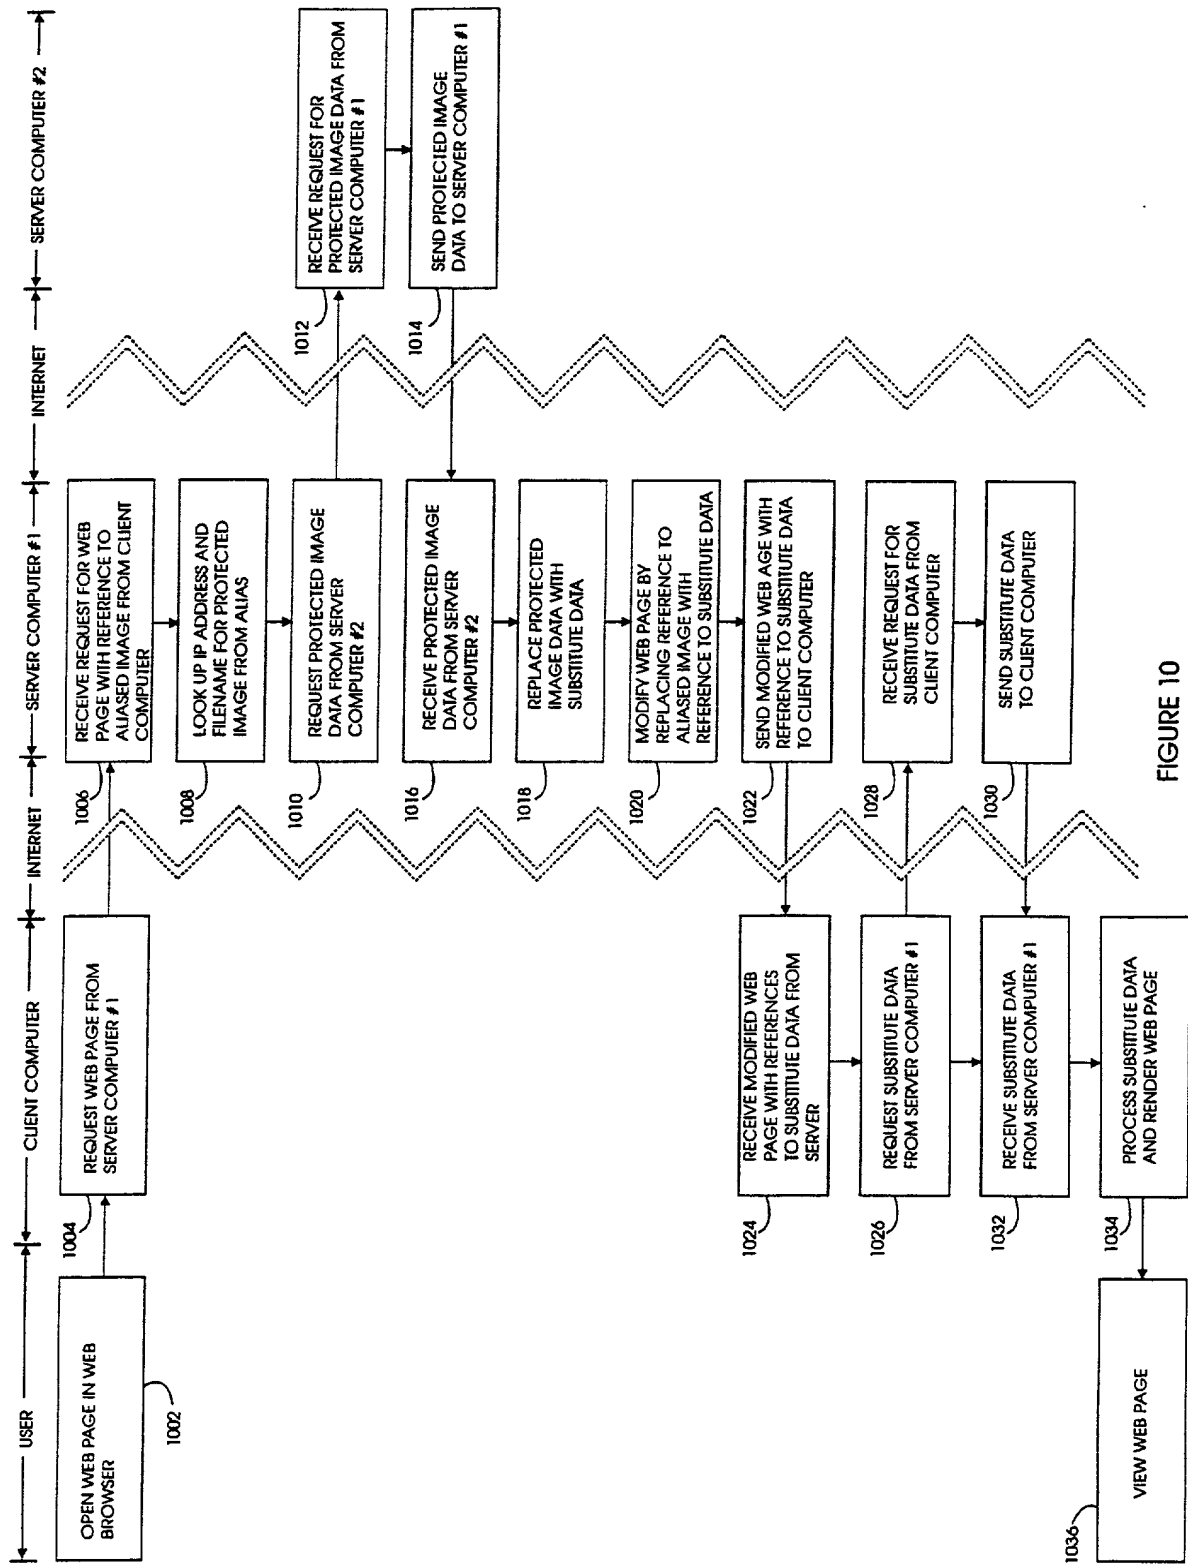 USER
CLIENT COMPUTER
INTERNET
SERVER COMPUTER #1
INTERNET
SERVER COMPUTER #2
OPEN WEB PAGE IN WEB
BROWSER
1002
REQUEST WEB PAGE FROM
SERVER COMPUTER #1
1004
RECEIVE REQUEST FOR WEB
PAGE WITH REFERENCE TO
ALIASED IMAGE FROM CLIENT
COMPUTER
1006
LOOK UP IP ADDRESS AND
FILENAME FOR PROTECTED
IMAGE FROM ALIAS
1008
REQUEST PROTECTED IMAGE
DATA FROM SERVER
COMPUTER #2
1010
RECEIVE REQUEST FOR
PROTECTED IMAGE DATA FROM
SERVER COMPUTER #1
1012
SEND PROTECTED IMAGE
DATA TO SERVER COMPUTER #1
1014
RECEIVE PROTECTED IMAGE
DATA FROM SERVER
COMPUTER #2
1016
REPLACE PROTECTED
IMAGE DATA WITH
SUBSTITUTE DATA
1018
MODIFY WEB PAGE BY
REPLACING REFERENCE TO
ALIASED IMAGE WITH
REFERENCE TO SUBSTITUTE DATA
1020
SEND MODIFIED WEB AGE WITH
REFERENCE TO SUBSTITUTE DATA
TO CLIENT COMPUTER
1022
RECEIVE MODIFIED WEB
PAGE WITH REFERENCES
TO SUBSTITUTE DATA FROM
SERVER
1024
REQUEST SUBSTITUTE DATA
FROM SERVER COMPUTER #1
1026
RECEIVE REQUEST FOR
SUBSTITUTE DATA FROM
CLIENT COMPUTER
1028
SEND SUBSTITUTE DATA
TO CLIENT COMPUTER
1030
RECEIVE SUBSTITUTE DATA
FROM SERVER COMPUTER #1
1032
PROCESS SUBSTITUTE DATA
AND RENDER WEB PAGE
1034
VIEW WEB PAGE
1036
FIGURE 10